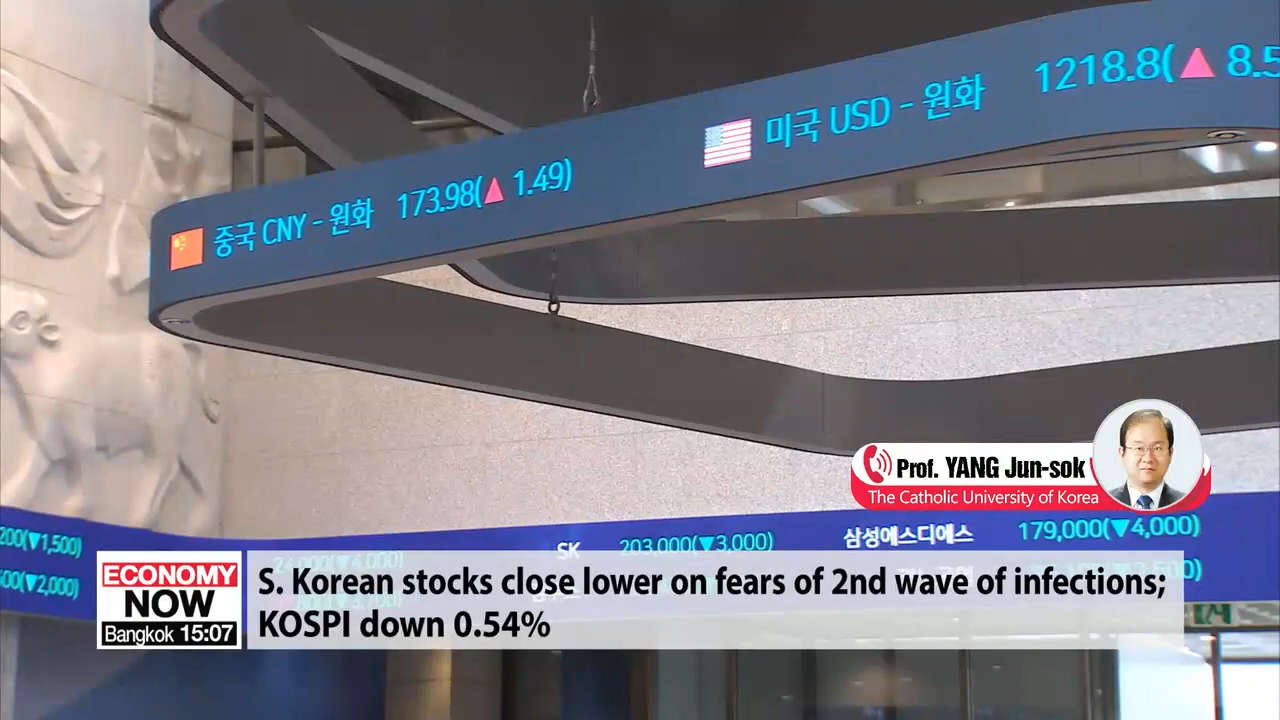 미국 USD - 원화 1218.8(▲ 8.5
중국 CNY - 원화 173.98(▲ 1.49)
Prof. YANG Jun-sok
The Catholic University of Korea
200(▼1,500)
SK 203,000(▼3,000)
삼성에스디에스 179,000(▼4,000)
(▼2,000)
ECONOMY
NOW
Bangkok 15:07
S. Korean stocks close lower on fears of 2nd wave of infections;
KOSPI down 0.54%